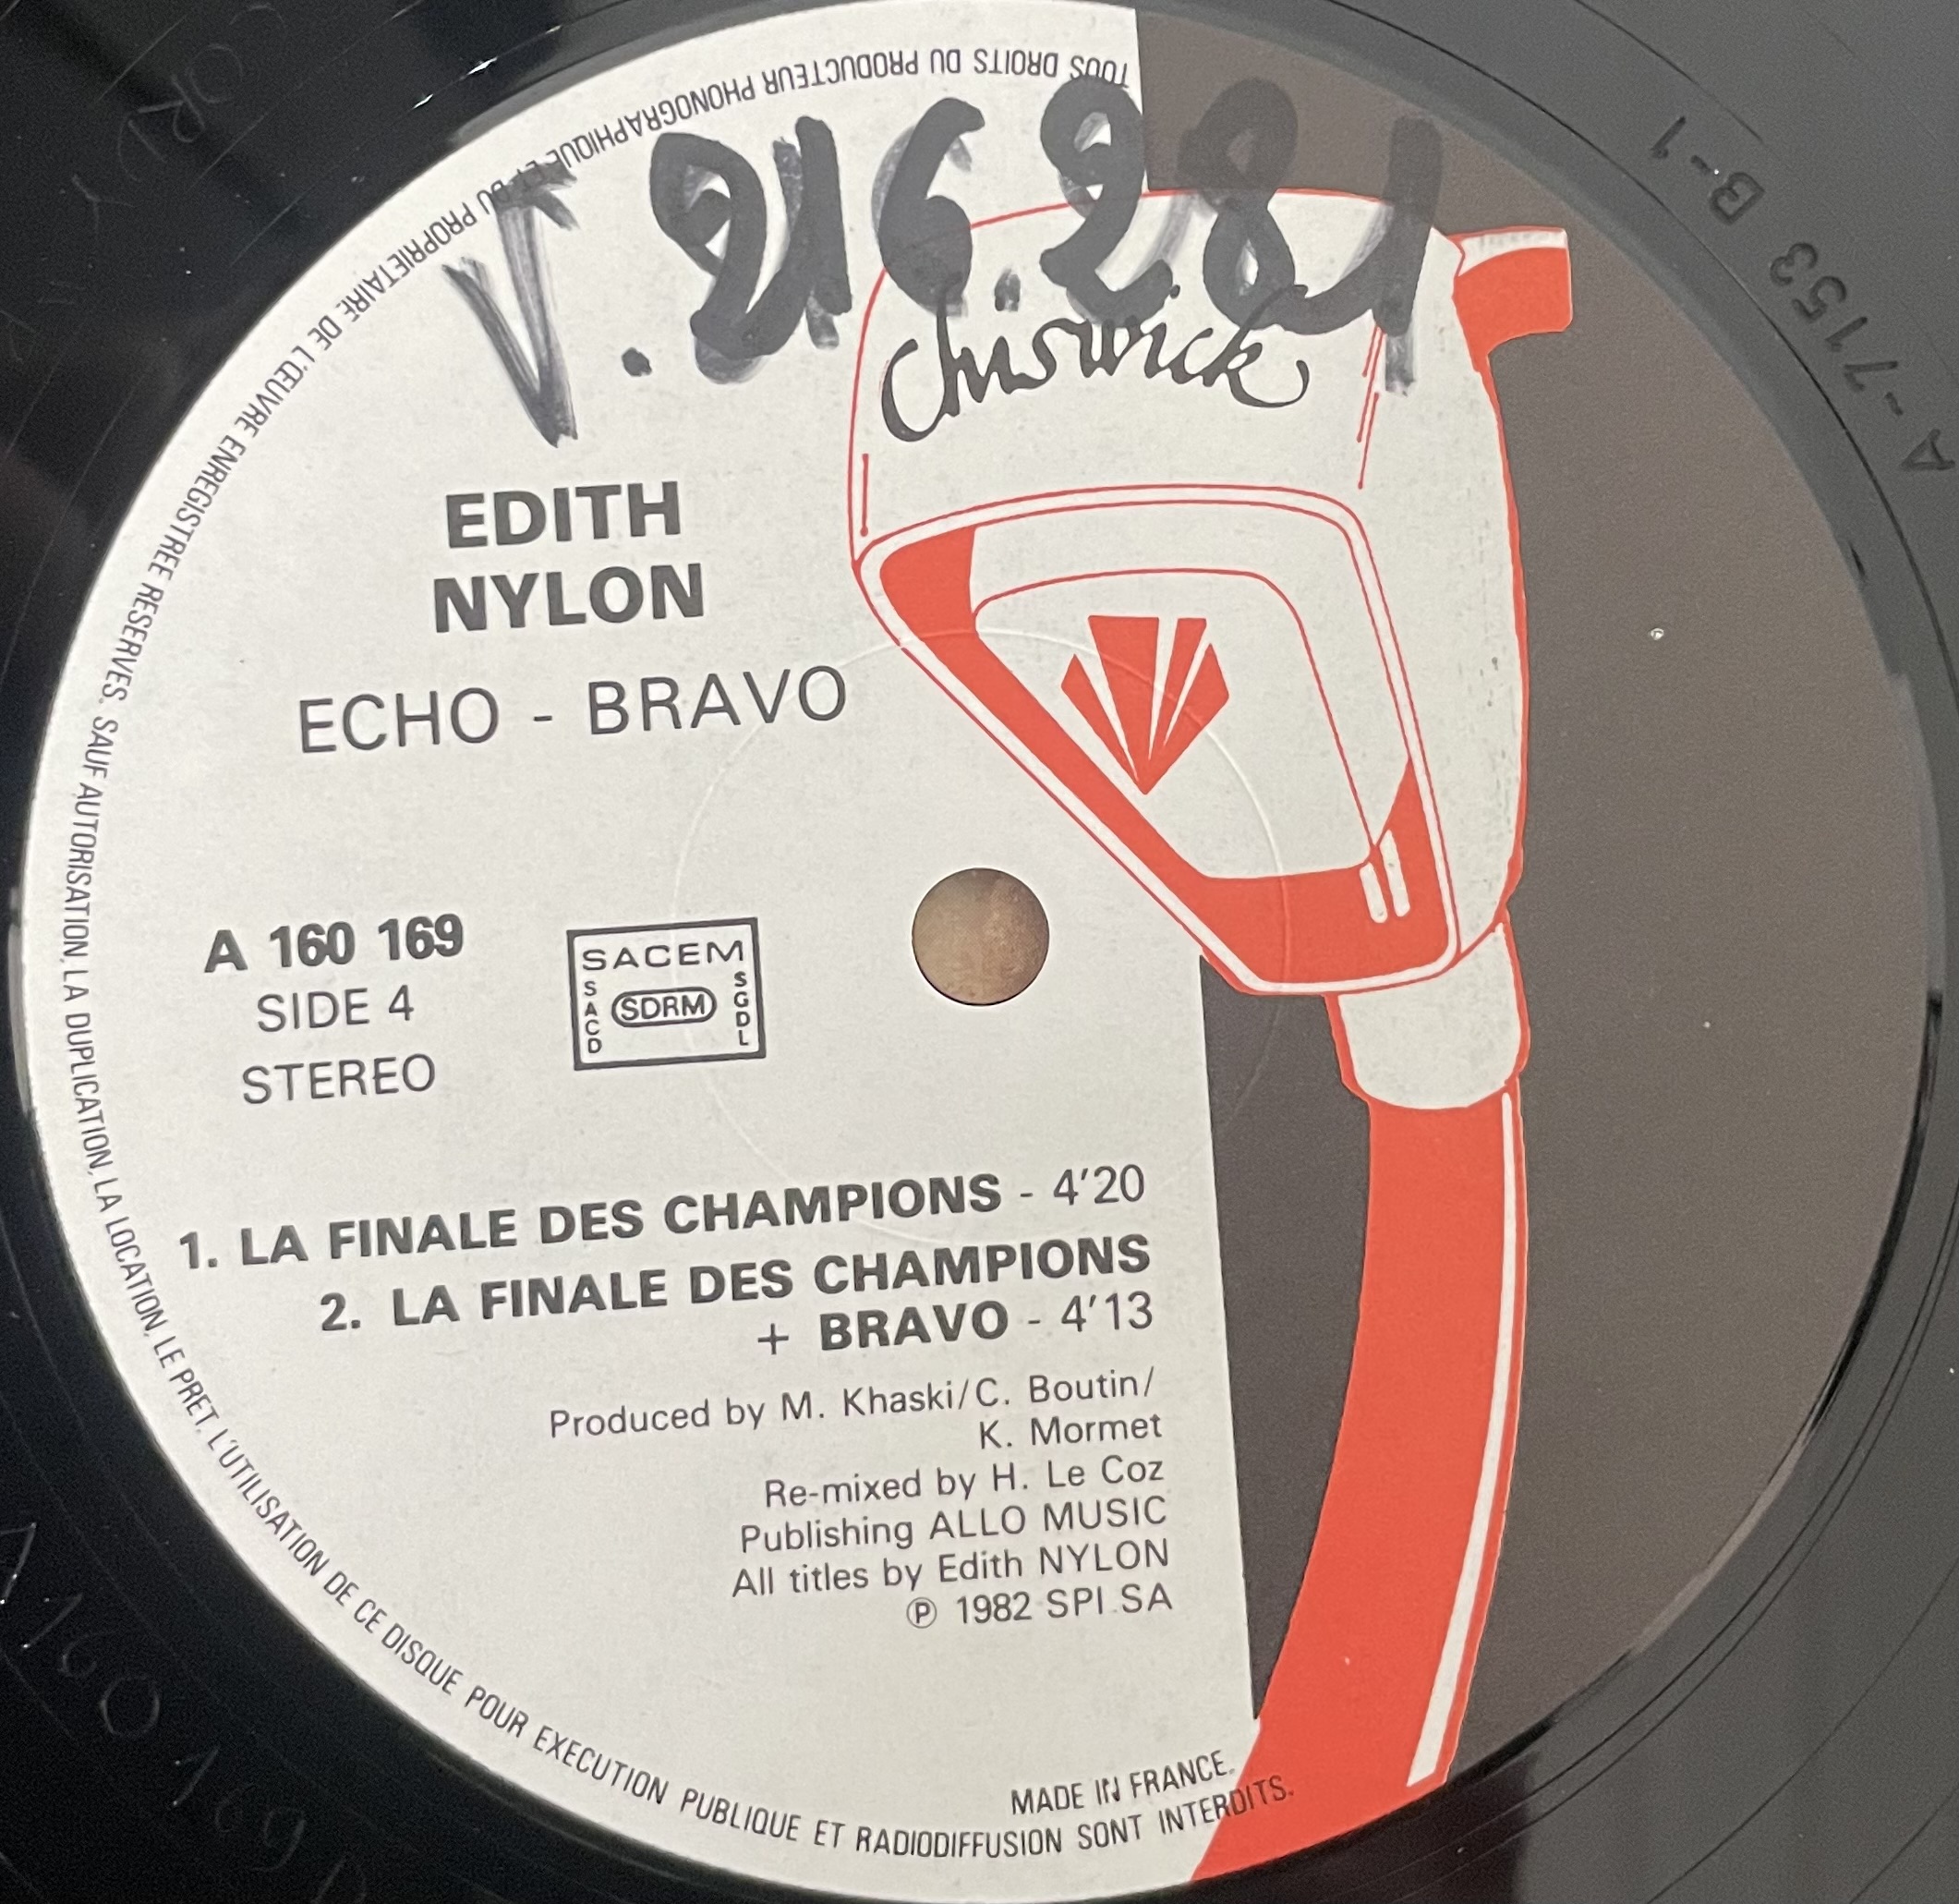 TOUS DROITS DU PRODUCTEUR PHONOGRAPHIQUE ET DU PROPRIETAIRE DE L'ŒUVRE ENREGISTREE RESERVES. SAUF AUTORISATION, LA DUPLICATION, LA LOCATION, LE PRET, L'UTILISATION DE CE DISQUE POUR EXECUTION PUBLIQUE ET RADIODIFFUSION SONT INTERDITS.
Chiswick
EDITH
NYLON
ECHO - BRAVO
A 160 169
SIDE 4
STEREO
SACEM
SACD
SDRM
SGDL
1. LA FINALE DES CHAMPIONS - 4'20
2. LA FINALE DES CHAMPIONS
+ BRAVO - 4'13
Produced by M. Khaski/C. Boutin/
K. Mormet
Re-mixed by H. Le Coz
Publishing ALLO MUSIC
All titles by Edith NYLON
℗ 1982 SPI.SA
MADE IN FRANCE.
A-7153 B-1